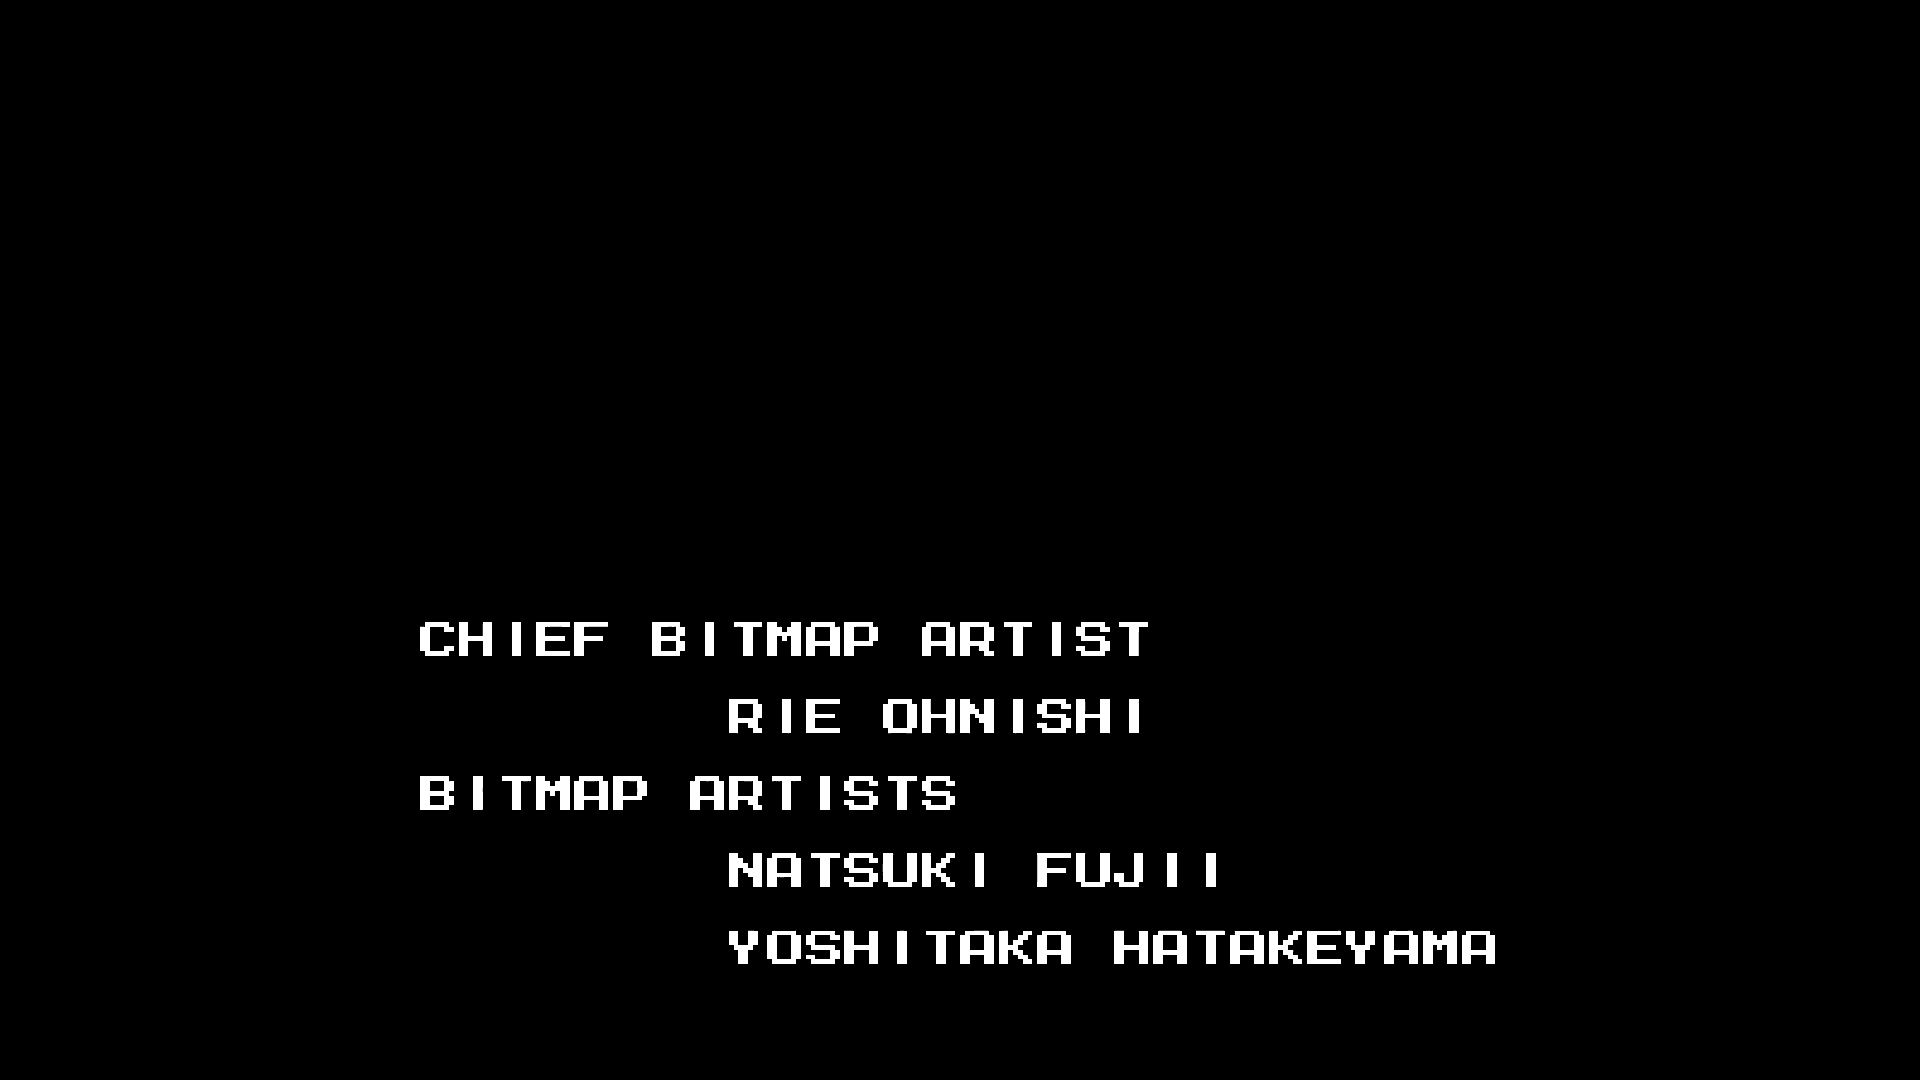 CHIEF BITMAP ARTIST
RIE OHNISHI
BITMAP ARTISTS
NATSUKI FUJII
YOSHITAKA HATAKEYAMA